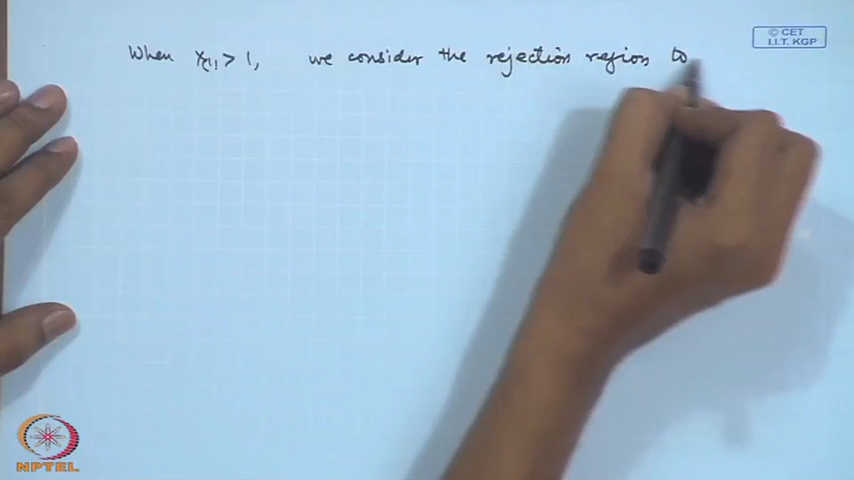 © CET
I.I.T. KGP
When x(1) > 1, we consider the rejection region to
NPTEL